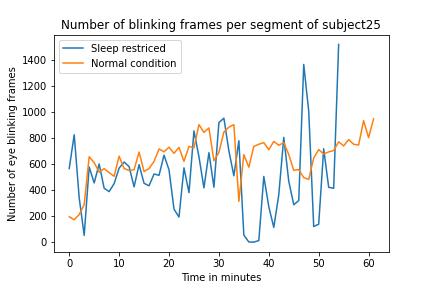 Number of blinking frames per segment of subject25
Sleep restriced
Normal condition
Number of eye blinking frames
1400
1200
1000
800
600
400
200
0
0 10 20 30 40 50 60
Time in minutes